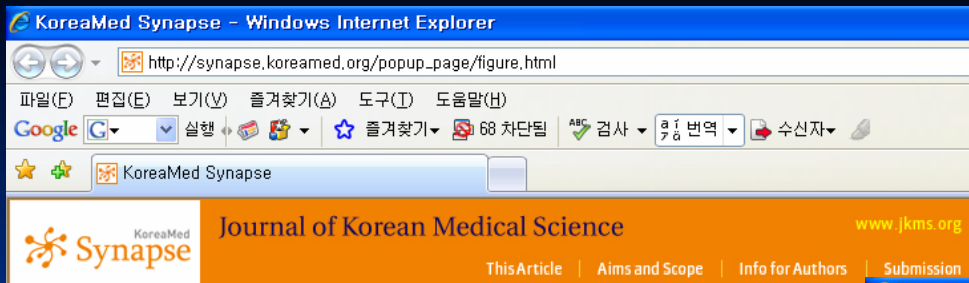 KoreaMed Synapse - Windows Internet Explorer
http://synapse.koreamed.org/popup_page/figure.html
파일(F) 편집(E) 보기(V) 즐겨찾기(A) 도구(T) 도움말(H)
Google G 실행 즐겨찾기 68 차단됨 ABC 검사 번역 수신자
KoreaMed Synapse
KoreaMed
Synapse
Journal of Korean Medical Science
www.jkms.org
This Article | Aims and Scope | Info for Authors | Submission